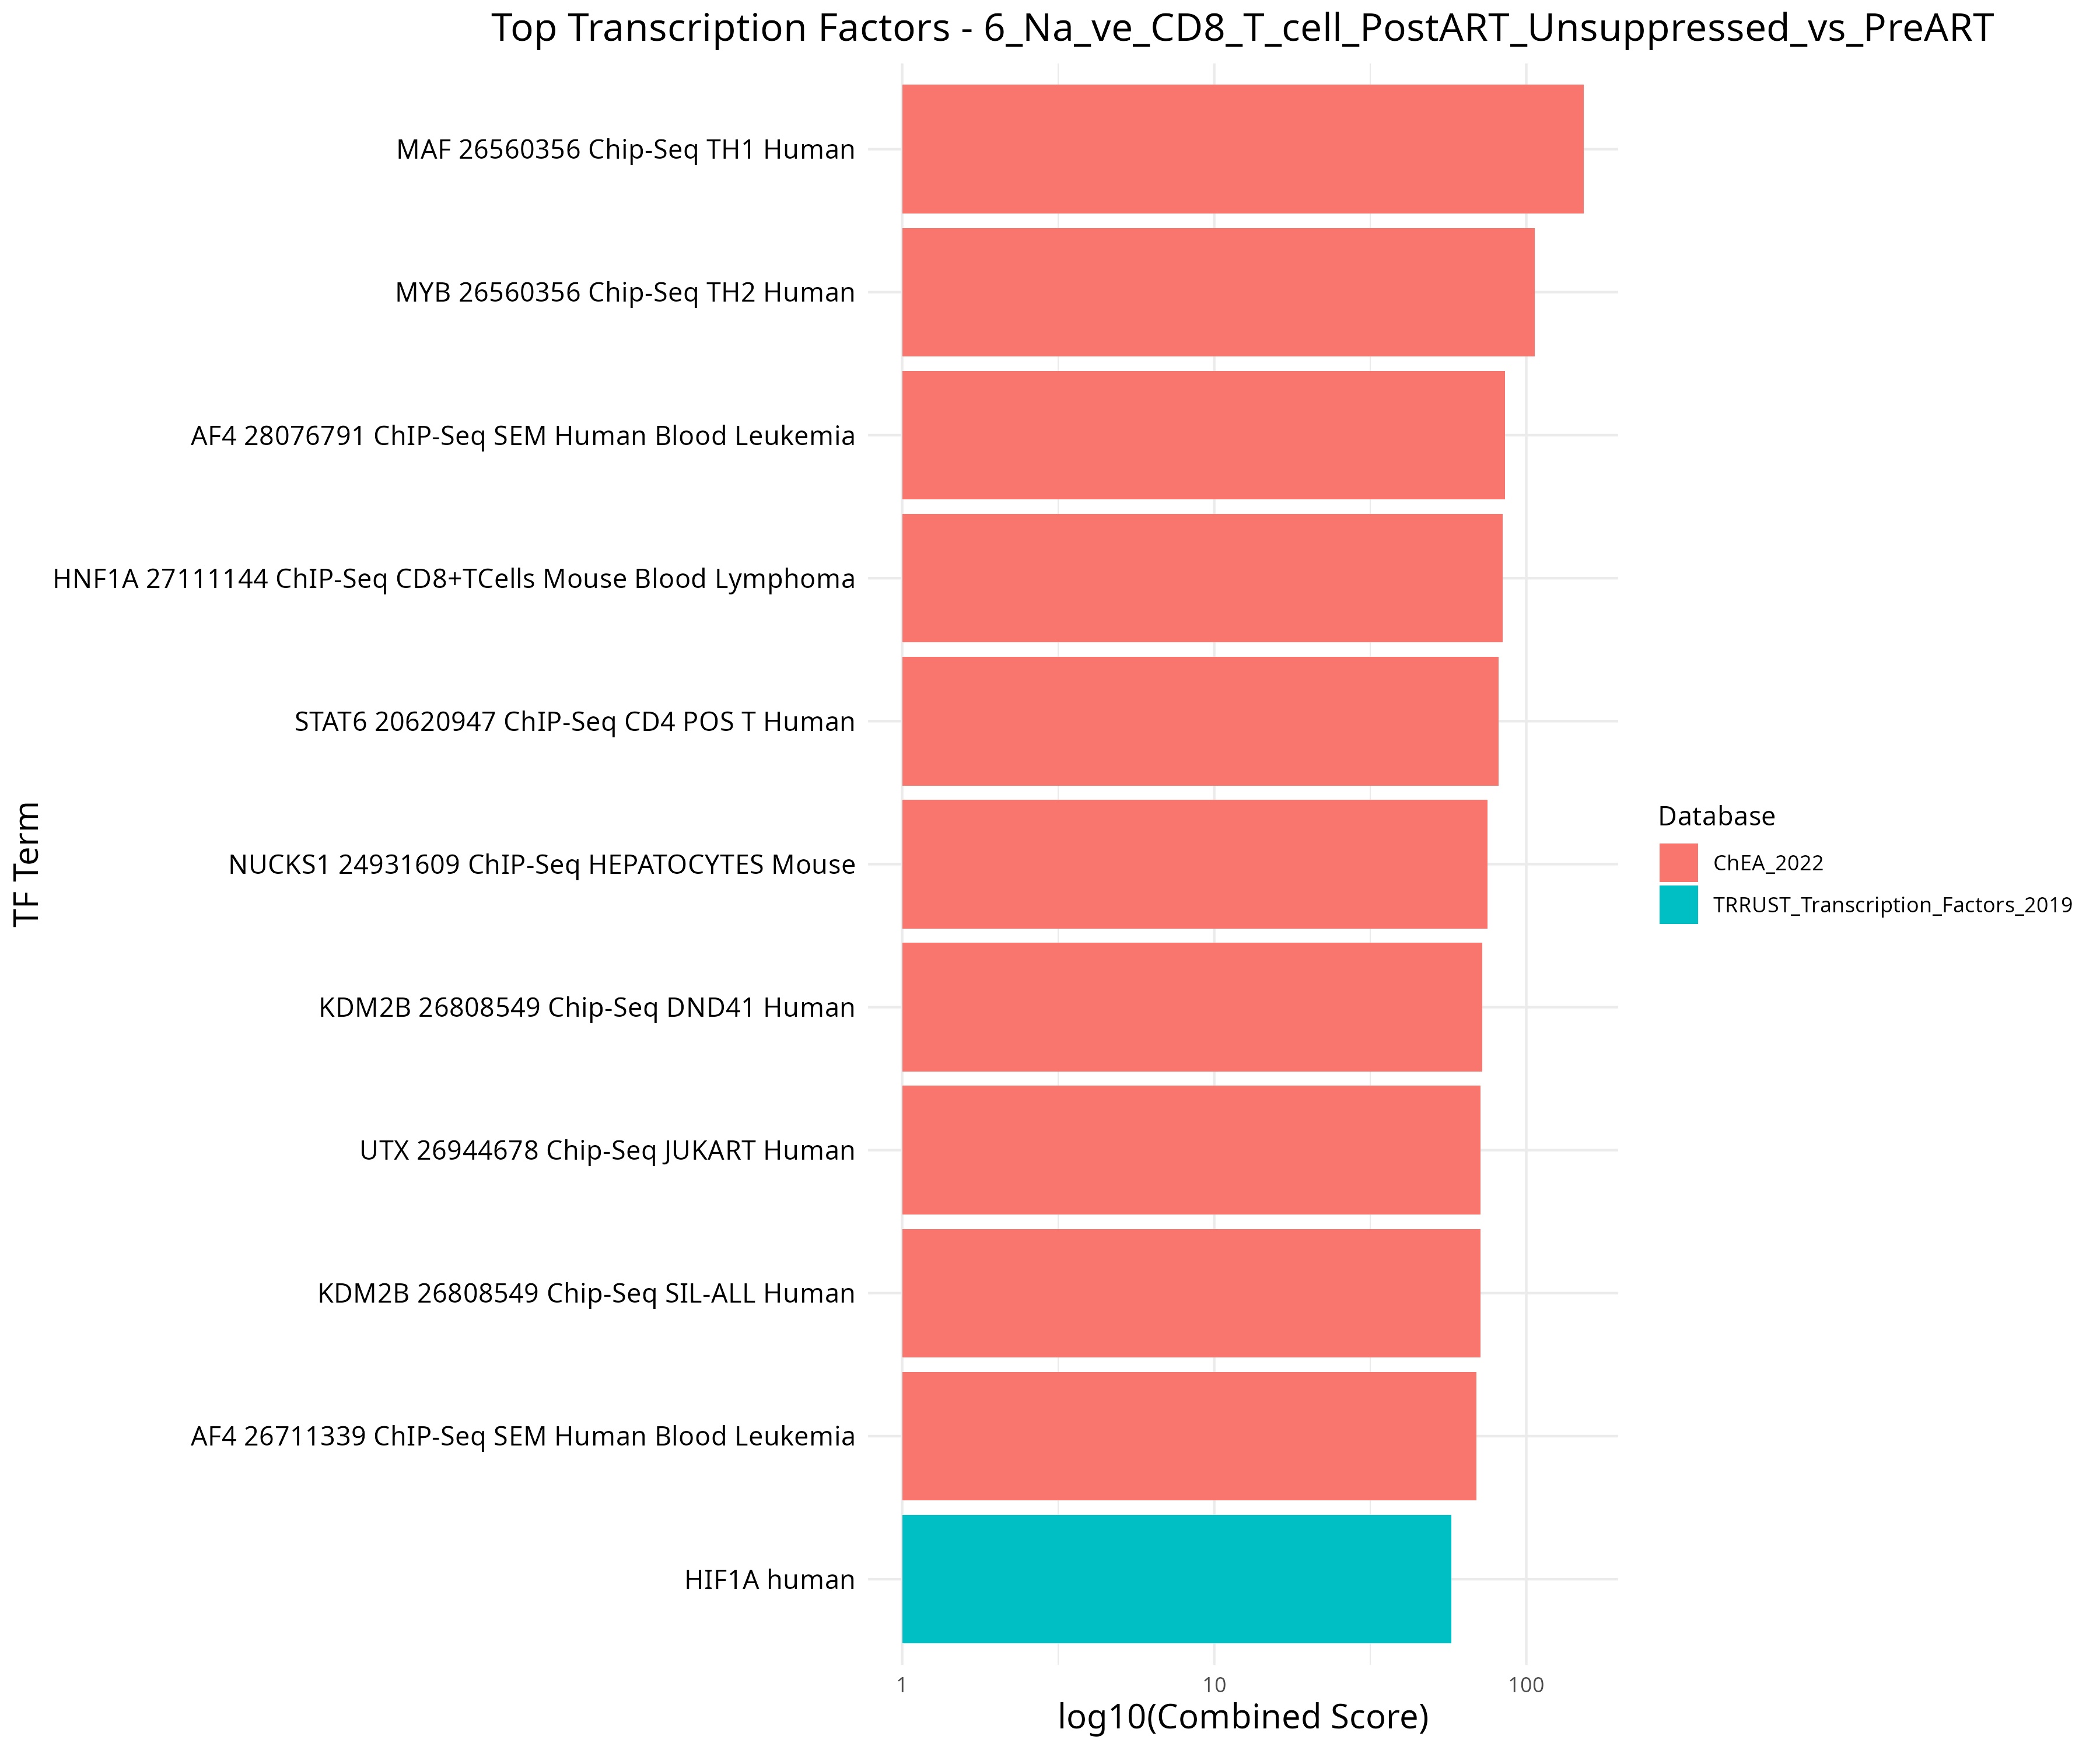 Top Transcription Factors - 6_Na_ve_CD8_T_cell_PostART_Unsuppressed_vs_PreART
MAF 26560356 Chip-Seq TH1 Human
MYB 26560356 Chip-Seq TH2 Human
AF4 28076791 ChIP-Seq SEM Human Blood Leukemia
HNF1A 27111144 ChIP-Seq CD8+TCells Mouse Blood Lymphoma
STAT6 20620947 ChIP-Seq CD4 POS T Human
NUCKS1 24931609 ChIP-Seq HEPATOCYTES Mouse
KDM2B 26808549 Chip-Seq DND41 Human
UTX 26944678 Chip-Seq JUKART Human
KDM2B 26808549 Chip-Seq SIL-ALL Human
AF4 26711339 ChIP-Seq SEM Human Blood Leukemia
HIF1A human
TF Term
1 10 100
log10(Combined Score)
Database
ChEA_2022
TRRUST_Transcription_Factors_2019